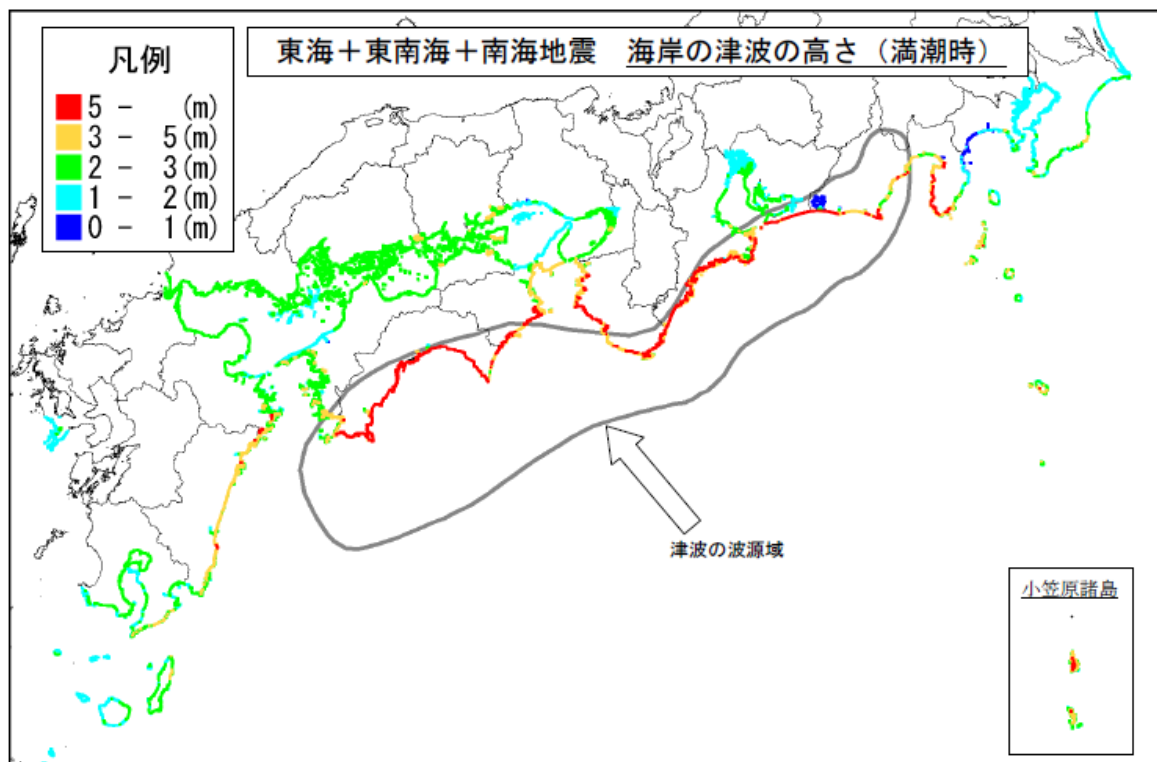 東海+東南海+南海地震 海岸の津波の高さ(満潮時)
凡例
5 - (m)
3 - 5(m)
2 - 3(m)
1 - 2(m)
0 - 1(m)
津波の波源域
小笠原諸島